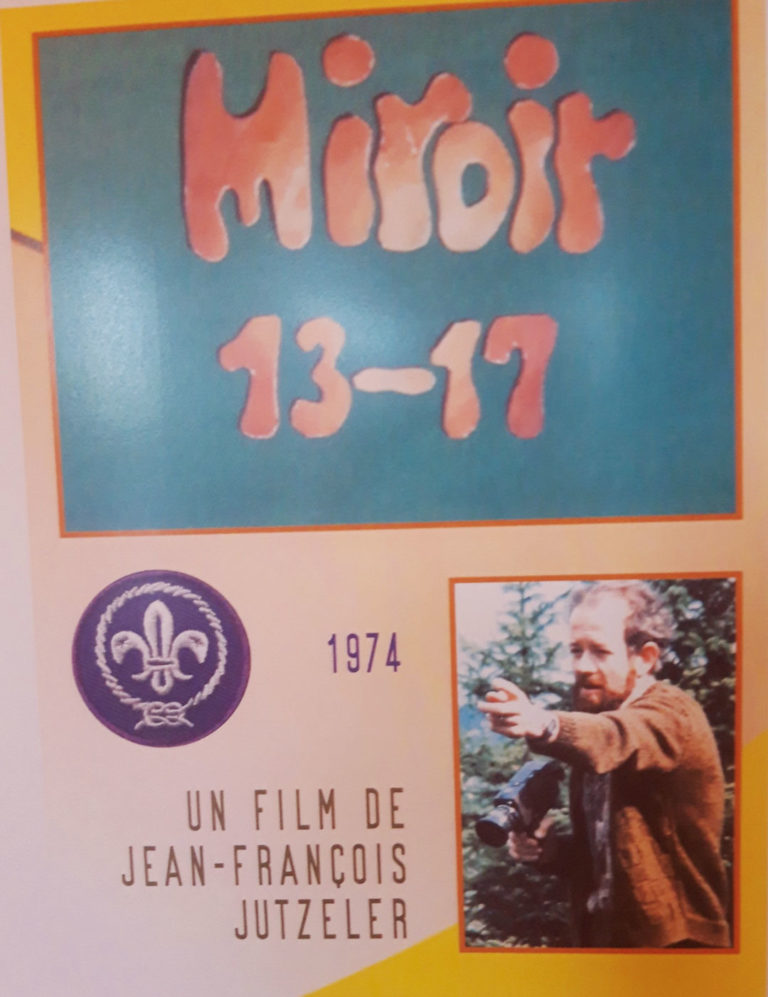 Miroir
13-17
1974
UN FILM DE
JEAN-FRANÇOIS
JUTZELER